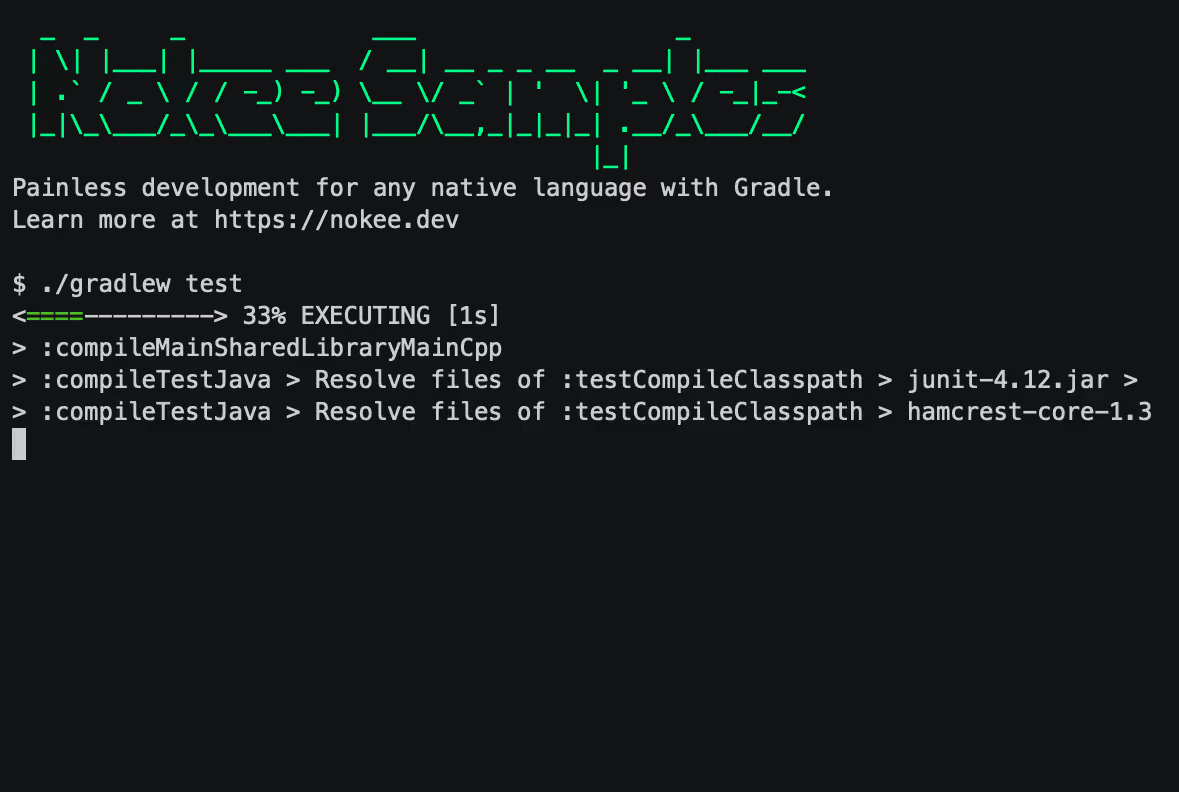 Nokee Samples
Painless development for any native language with Gradle.
Learn more at https://nokee.dev
$ ./gradlew test
<====---------> 33% EXECUTING [1s]
> :compileMainSharedLibraryMainCpp
> :compileTestJava > Resolve files of :testCompileClasspath > junit-4.12.jar >
> :compileTestJava > Resolve files of :testCompileClasspath > hamcrest-core-1.3